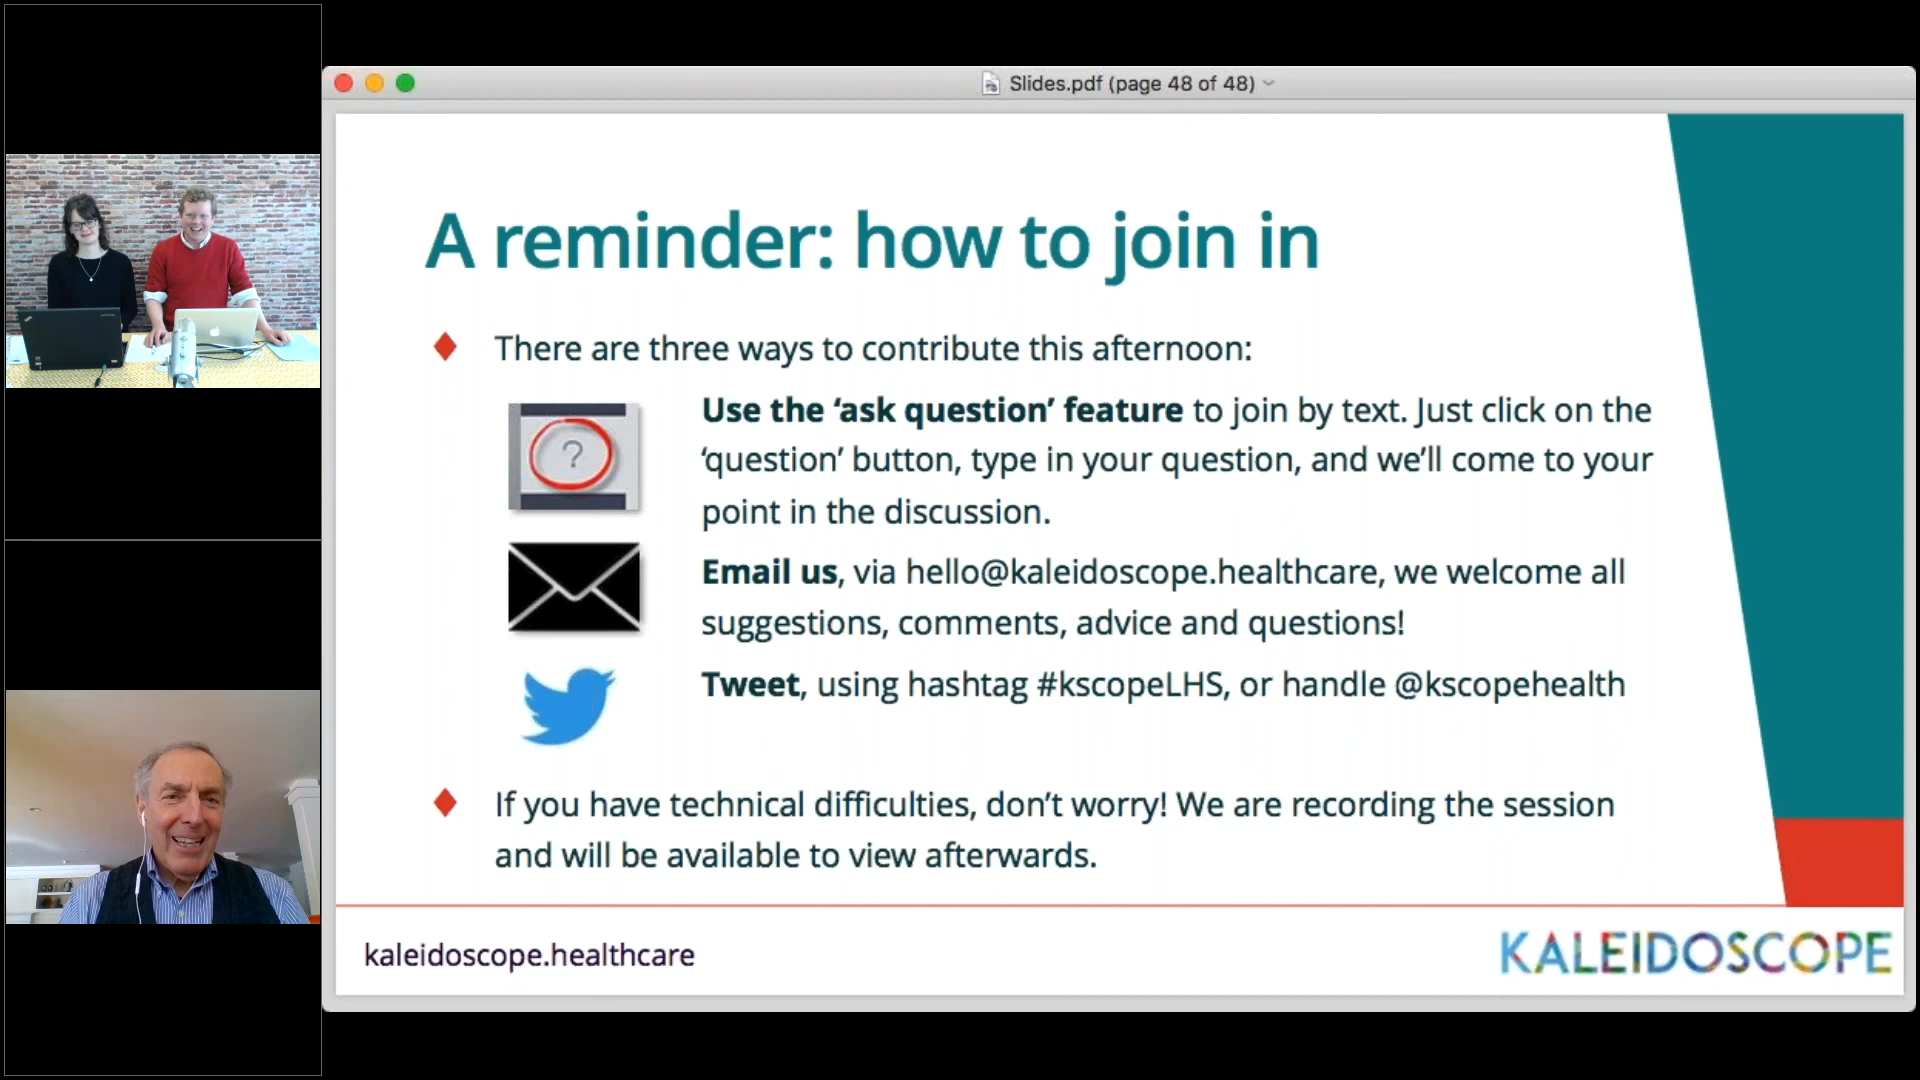 Slides.pdf (page 48 of 48)
A reminder: how to join in
There are three ways to contribute this afternoon:
?
Use the ‘ask question’ feature to join by text. Just click on the
‘question’ button, type in your question, and we’ll come to your
point in the discussion.
Email us, via hello@kaleidoscope.healthcare, we welcome all
suggestions, comments, advice and questions!
Tweet, using hashtag #kscopeLHS, or handle @kscopehealth
If you have technical difficulties, don’t worry! We are recording the session
and will be available to view afterwards.
kaleidoscope.healthcare
KALEIDOSCOPE